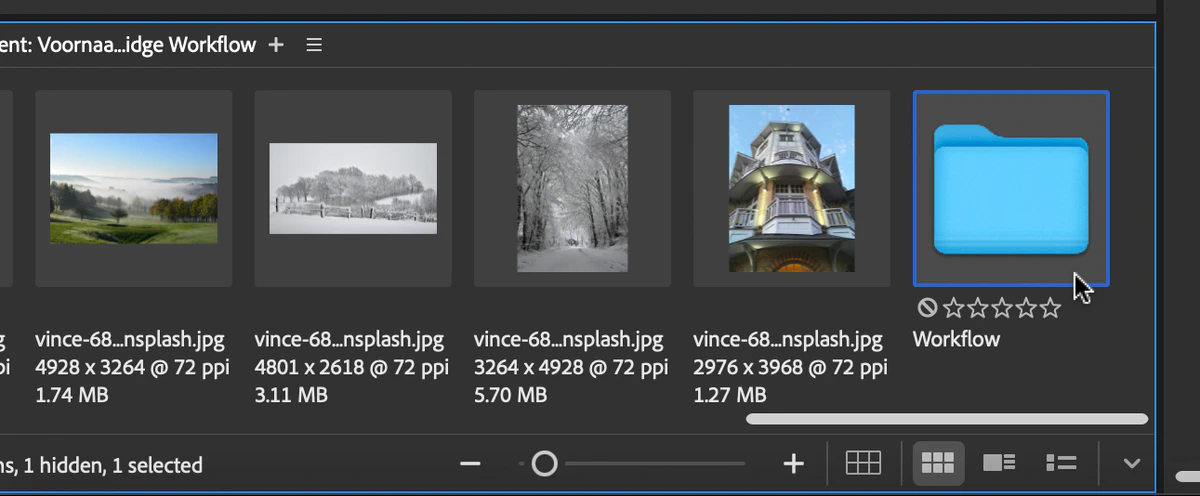 ent: Voornaa...idge Workflow
vince-68...nsplash.jpg
4928 x 3264 @ 72 ppi
1.74 MB
vince-68...nsplash.jpg
4801 x 2618 @ 72 ppi
3.11 MB
vince-68...nsplash.jpg
3264 x 4928 @ 72 ppi
5.70 MB
vince-68...nsplash.jpg
2976 x 3968 @ 72 ppi
1.27 MB
Workflow
ns, 1 hidden, 1 selected